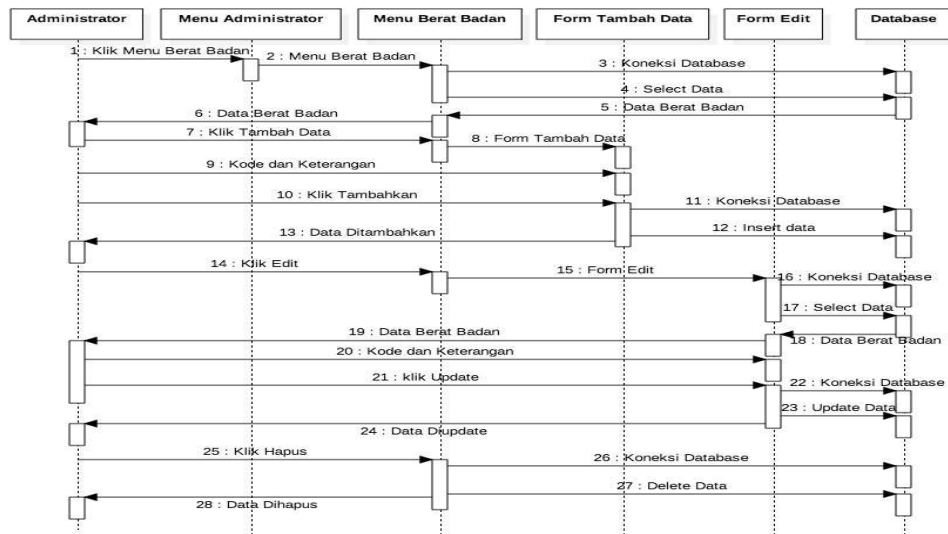 Administrator
Menu Administrator
Menu Berat Badan
Form Tambah Data
Form Edit
Database
1 : Klik Menu Berat Badan
2 : Menu Berat Badan
3 : Koneksi Database
4 : Select Data
5 : Data Berat Badan
6 : Data Berat Badan
7 : Klik Tambah Data
8 : Form Tambah Data
9 : Kode dan Keterangan
10 : Klik Tambahkan
11 : Koneksi Database
12 : Insert data
13 : Data Ditambahkan
14 : Klik Edit
15 : Form Edit
16 : Koneksi Database
17 : Select Data
18 : Data Berat Badan
19 : Data Berat Badan
20 : Kode dan Keterangan
21 : klik Update
22 : Koneksi Database
23 : Update Data
24 : Data Diupdate
25 : Klik Hapus
26 : Koneksi Database
27 : Delete Data
28 : Data Dihapus